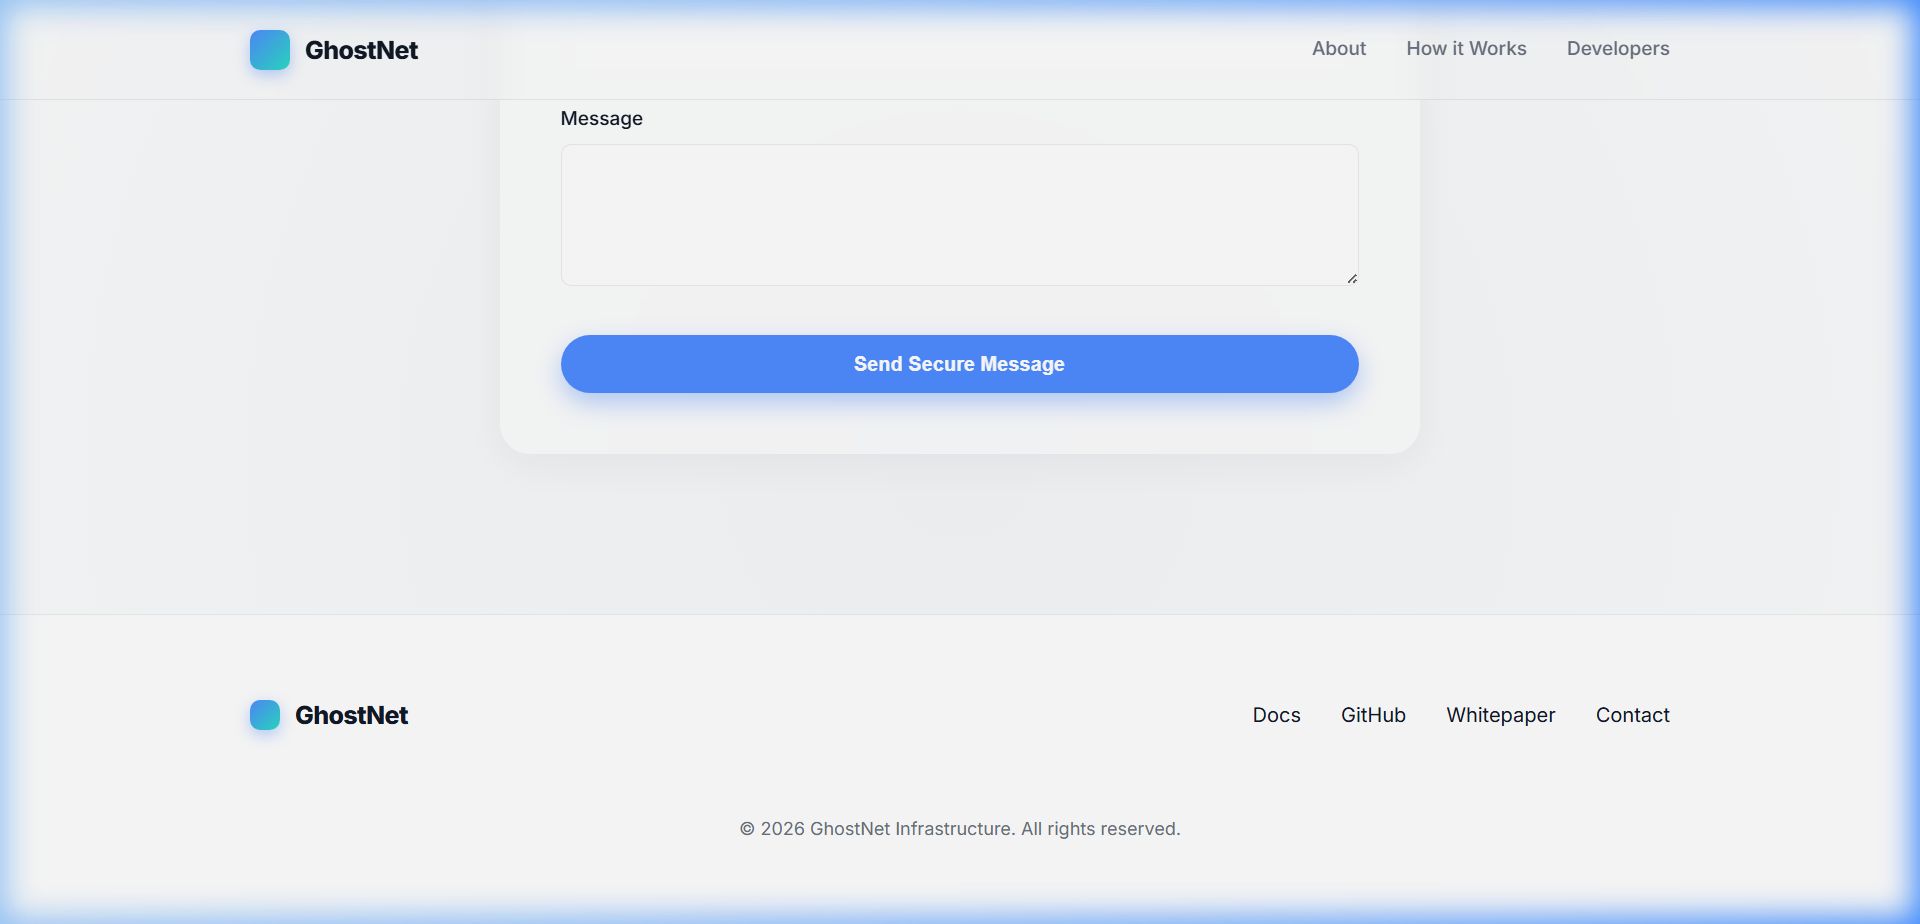 GhostNet
About
How it Works
Developers
Message
Send Secure Message
GhostNet
Docs
GitHub
Whitepaper
Contact
© 2026 GhostNet Infrastructure. All rights reserved.